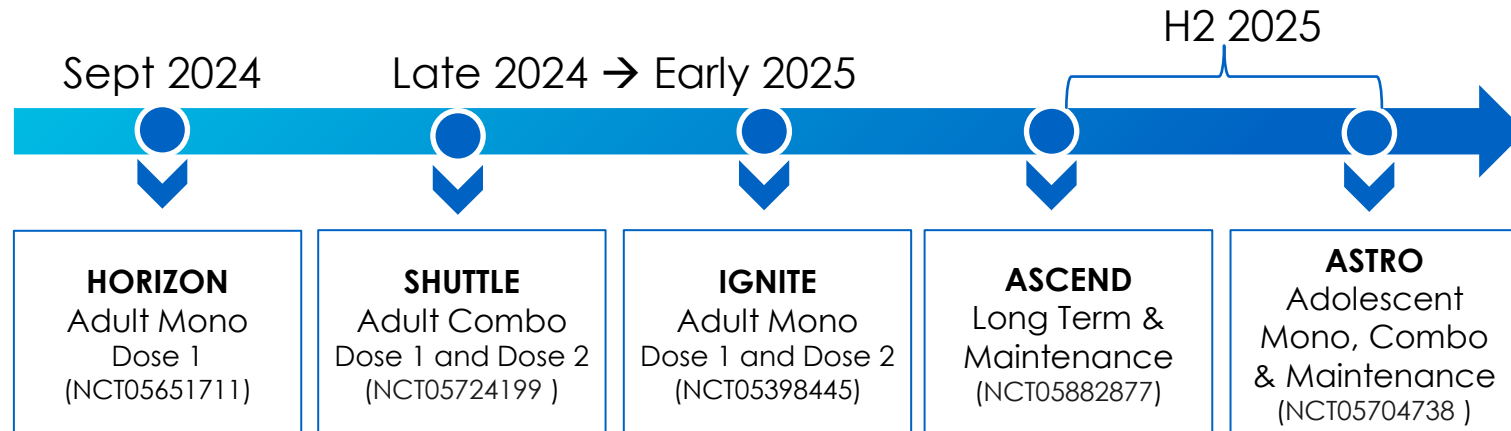 H2 2025
Sept 2024
Late 2024 → Early 2025
HORIZON
Adult Mono
Dose 1
(NCT05651711)
SHUTTLE
Adult Combo
Dose 1 and Dose 2
(NCT05724199 )
IGNITE
Adult Mono
Dose 1 and Dose 2
(NCT05398445)
ASCEND
Long Term &
Maintenance
(NCT05882877)
ASTRO
Adolescent
Mono, Combo
& Maintenance
(NCT05704738 )